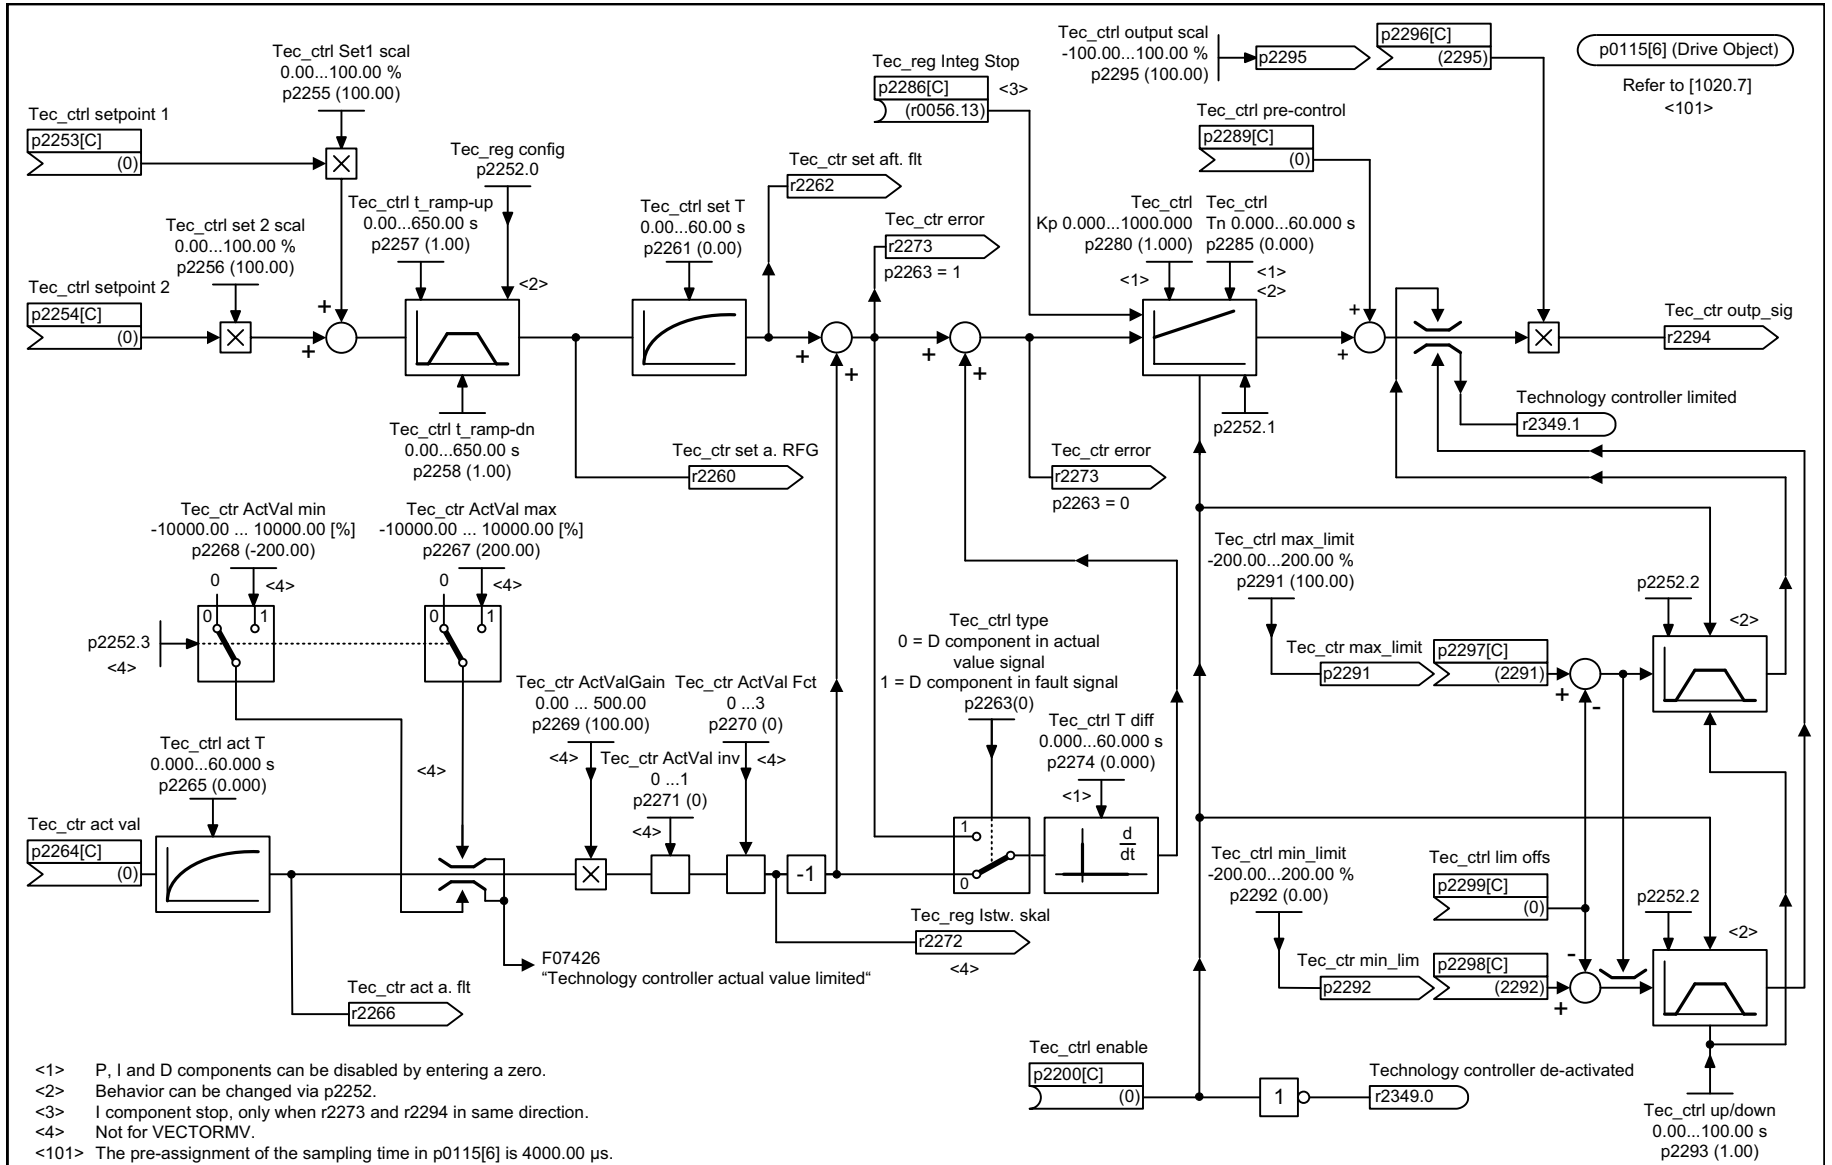 Tec_ctrl Set1 scal
0.00...100.00 %
p2255 (100.00)
Tec_ctrl setpoint 1
p2253[C]
(0)
Tec_ctrl set 2 scal
0.00...100.00 %
p2256 (100.00)
Tec_ctrl setpoint 2
p2254[C]
(0)
+
+
Tec_reg config
p2252.0
Tec_ctrl t_ramp-up
0.00...650.00 s
p2257 (1.00)
<2>
Tec_ctrl t_ramp-dn
0.00...650.00 s
p2258 (1.00)
Tec_ctrl set T
0.00...60.00 s
p2261 (0.00)
Tec_ctr set a. RFG
r2260
Tec_ctr set aft. flt
r2262
Tec_ctr error
r2273
p2263 = 1
+
+
+
+
Tec_reg Integ Stop
p2286[C]
<3>
(r0056.13)
Tec_ctrl output scal
-100.00...100.00 %
p2295 (100.00)
p2295
p2296[C]
(2295)
p0115[6] (Drive Object)
Refer to [1020.7]
<101>
Tec_ctrl pre-control
p2289[C]
(0)
Tec_ctrl
Kp 0.000...1000.000
p2280 (1.000)
<1>
Tec_ctrl
Tn 0.000...60.000 s
p2285 (0.000)
<1>
<2>
p2252.1
+
+
Tec_ctr outp_sig
r2294
Technology controller limited
r2349.1
Tec_ctr error
r2273
p2263 = 0
Tec_ctr ActVal min
-10000.00 ... 10000.00 [%]
p2268 (-200.00)
0
<4>
0
1
Tec_ctr ActVal max
-10000.00 ... 10000.00 [%]
p2267 (200.00)
0
<4>
0
1
p2252.3
<4>
Tec_ctrl act T
0.000...60.000 s
p2265 (0.000)
Tec_ctr act val
p2264[C]
(0)
Tec_ctr act a. flt
r2266
<4>
F07426
“Technology controller actual value limited“
Tec_ctr ActValGain
0.00 ... 500.00
p2269 (100.00)
<4>
Tec_ctr ActVal inv
0 ...1
p2271 (0)
<4>
Tec_ctr ActVal Fct
0 ...3
p2270 (0)
<4>
-1
Tec_reg Istw. skal
r2272
<4>
Tec_ctrl type
0 = D component in actual
value signal
1 = D component in fault signal
p2263(0)
1
0
Tec_ctrl T diff
0.000...60.000 s
p2274 (0.000)
<1>
d
dt
Tec_ctrl max_limit
-200.00...200.00 %
p2291 (100.00)
Tec_ctr max_limit
p2291
p2297[C]
(2291)
+
-
p2252.2
<2>
Tec_ctrl min_limit
-200.00...200.00 %
p2292 (0.00)
Tec_ctrl lim offs
p2299[C]
(0)
Tec_ctr min_lim
p2292
p2298[C]
(2292)
-
+
p2252.2
<2>
Tec_ctrl enable
p2200[C]
(0)
1
Technology controller de-activated
r2349.0
Tec_ctrl up/down
0.00...100.00 s
p2293 (1.00)
<1> P, I and D components can be disabled by entering a zero.
<2> Behavior can be changed via p2252.
<3> I component stop, only when r2273 and r2294 in same direction.
<4> Not for VECTORMV.
<101> The pre-assignment of the sampling time in p0115[6] is 4000.00 µs.